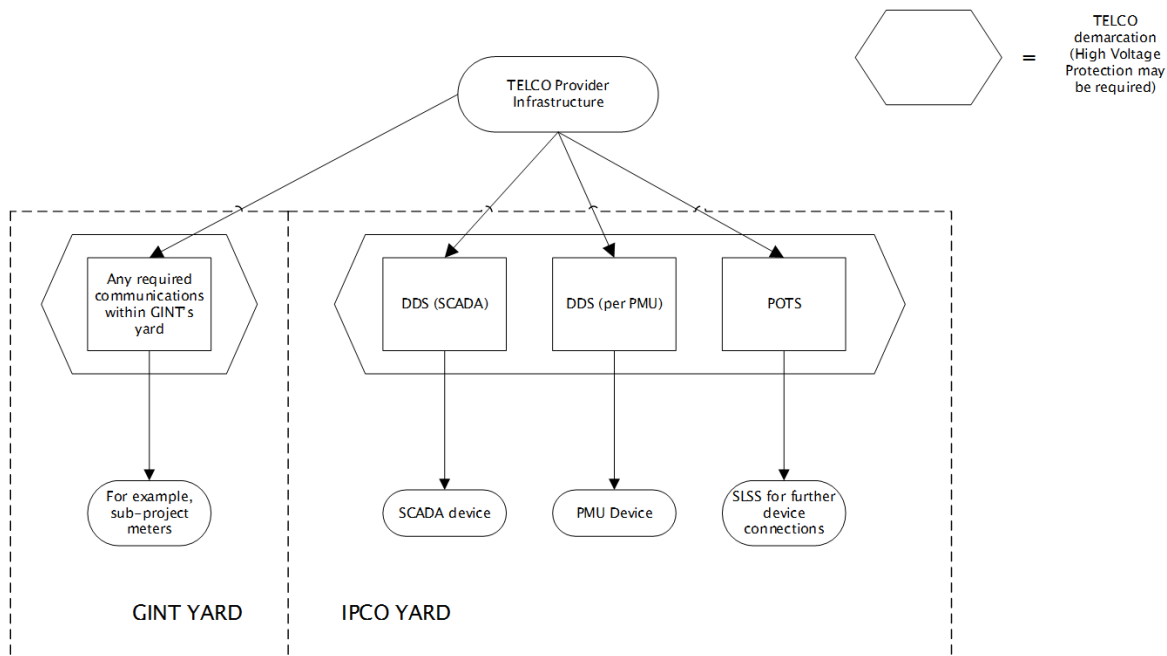 TELCO
demarcation
(High Voltage
Protection may
be required)
=
TELCO Provider
Infrastructure
Any required
communications
within GINT's
yard
DDS (SCADA)
DDS (per PMU)
POTS
For example,
sub-project
meters
SCADA device
PMU Device
SLSS for further
device
connections
GINT YARD
IPCO YARD